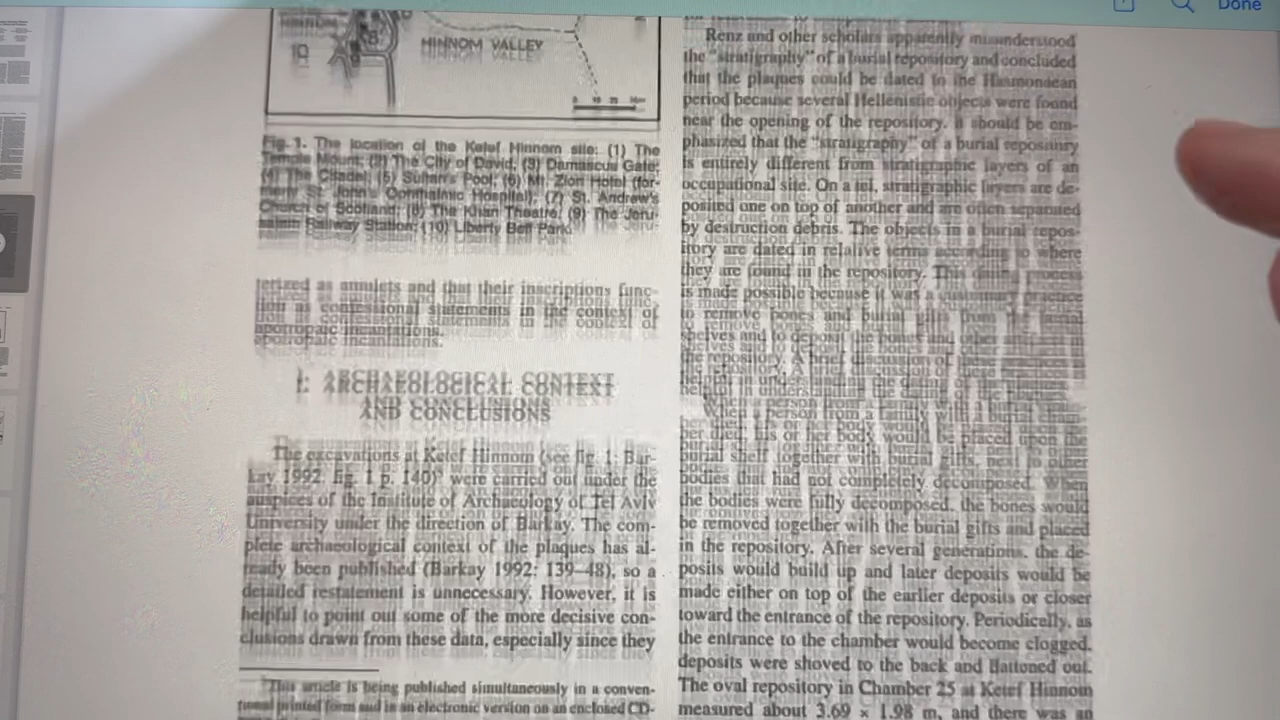 Done
10
HINNOM VALLEY
Fig. 1. The location of the Ketef Hinnom site: (1) The
Temple Mount; (2) The City of David; (3) Damascus Gate;
(4) The Citadel; (5) Sultan's Pool; (6) Mt. Zion Hotel (for-
merly St. John's Ophthalmic Hospital); (7) St. Andrew's
Church of Scotland; (8) The Khan Theatre; (9) The Jeru-
salem Railway Station; (10) Liberty Bell Park.
terized as amulets and that their inscriptions func-
tion as confessional statements in the context of
apotropaic incantations.
I: ARCHAEOLOGICAL CONTEXT
AND CONCLUSIONS
The excavations at Ketef Hinnom (see fig. 1; Bar-
kay 1992, fig. 1 p. 140) were carried out under the
auspices of the Institute of Archaeology of Tel Aviv
University under the direction of Barkay. The com-
plete archaeological context of the plaques has al-
ready been published (Barkay 1992: 139–48), so a
detailed restatement is unnecessary. However, it is
helpful to point out some of the more decisive con-
clusions drawn from these data, especially since they
This article is being published simultaneously in a conven-
tional printed form and in an electronic version on an enclosed CD-
Renz and other scholars apparently misunderstood
the "stratigraphy" of a burial repository and concluded
that the plaques could be dated to the Hasmonaean
period because several Hellenistic objects were found
near the opening of the repository. It should be em-
phasized that the "stratigraphy" of a burial repository
is entirely different from stratigraphic layers of an
occupational site. On a tel, stratigraphic layers are de-
posited one on top of another and are often separated
by destruction debris. The objects in a burial repos-
itory are dated in relative terms according to where
they are found in the repository. This dating process
is made possible because it was a customary practice
to remove bones and burial gifts from the burial
shelves and to deposit the bones and other
the repository. A brief discussion of these
helpful in understanding the dating of the
When a person from a family with a burial
ber died, his or her body would be placed upon the
burial shelf together with burial gifts, next to other
bodies that had not completely decomposed. When
the bodies were fully decomposed, the bones would
be removed together with the burial gifts and placed
in the repository. After several generations, the de-
posits would build up and later deposits would be
made either on top of the earlier deposits or closer
toward the entrance of the repository. Periodically, as
the entrance to the chamber would become clogged,
deposits were shoved to the back and flattened out.
The oval repository in Chamber 25 at Ketef Hinnom
measured about 3.69 × 1.98 m, and there was an